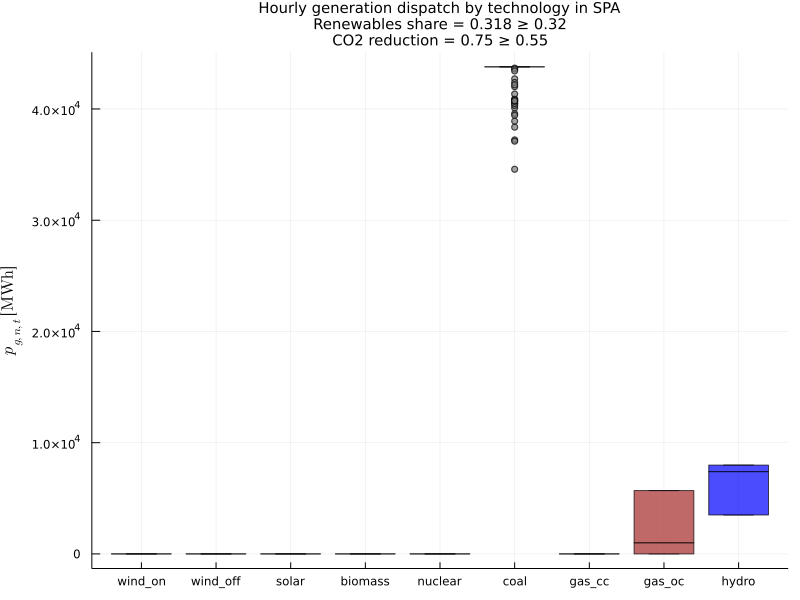 Hourly generation dispatch by technology in SPA
Renewables share = 0.318 ≥ 0.32
CO2 reduction = 0.75 ≥ 0.55
4.0×10⁴
3.0×10⁴
2.0×10⁴
1.0×10⁴
0
p_{g,n,t} [MWh]
wind_on wind_off solar biomass nuclear coal gas_cc gas_oc hydro